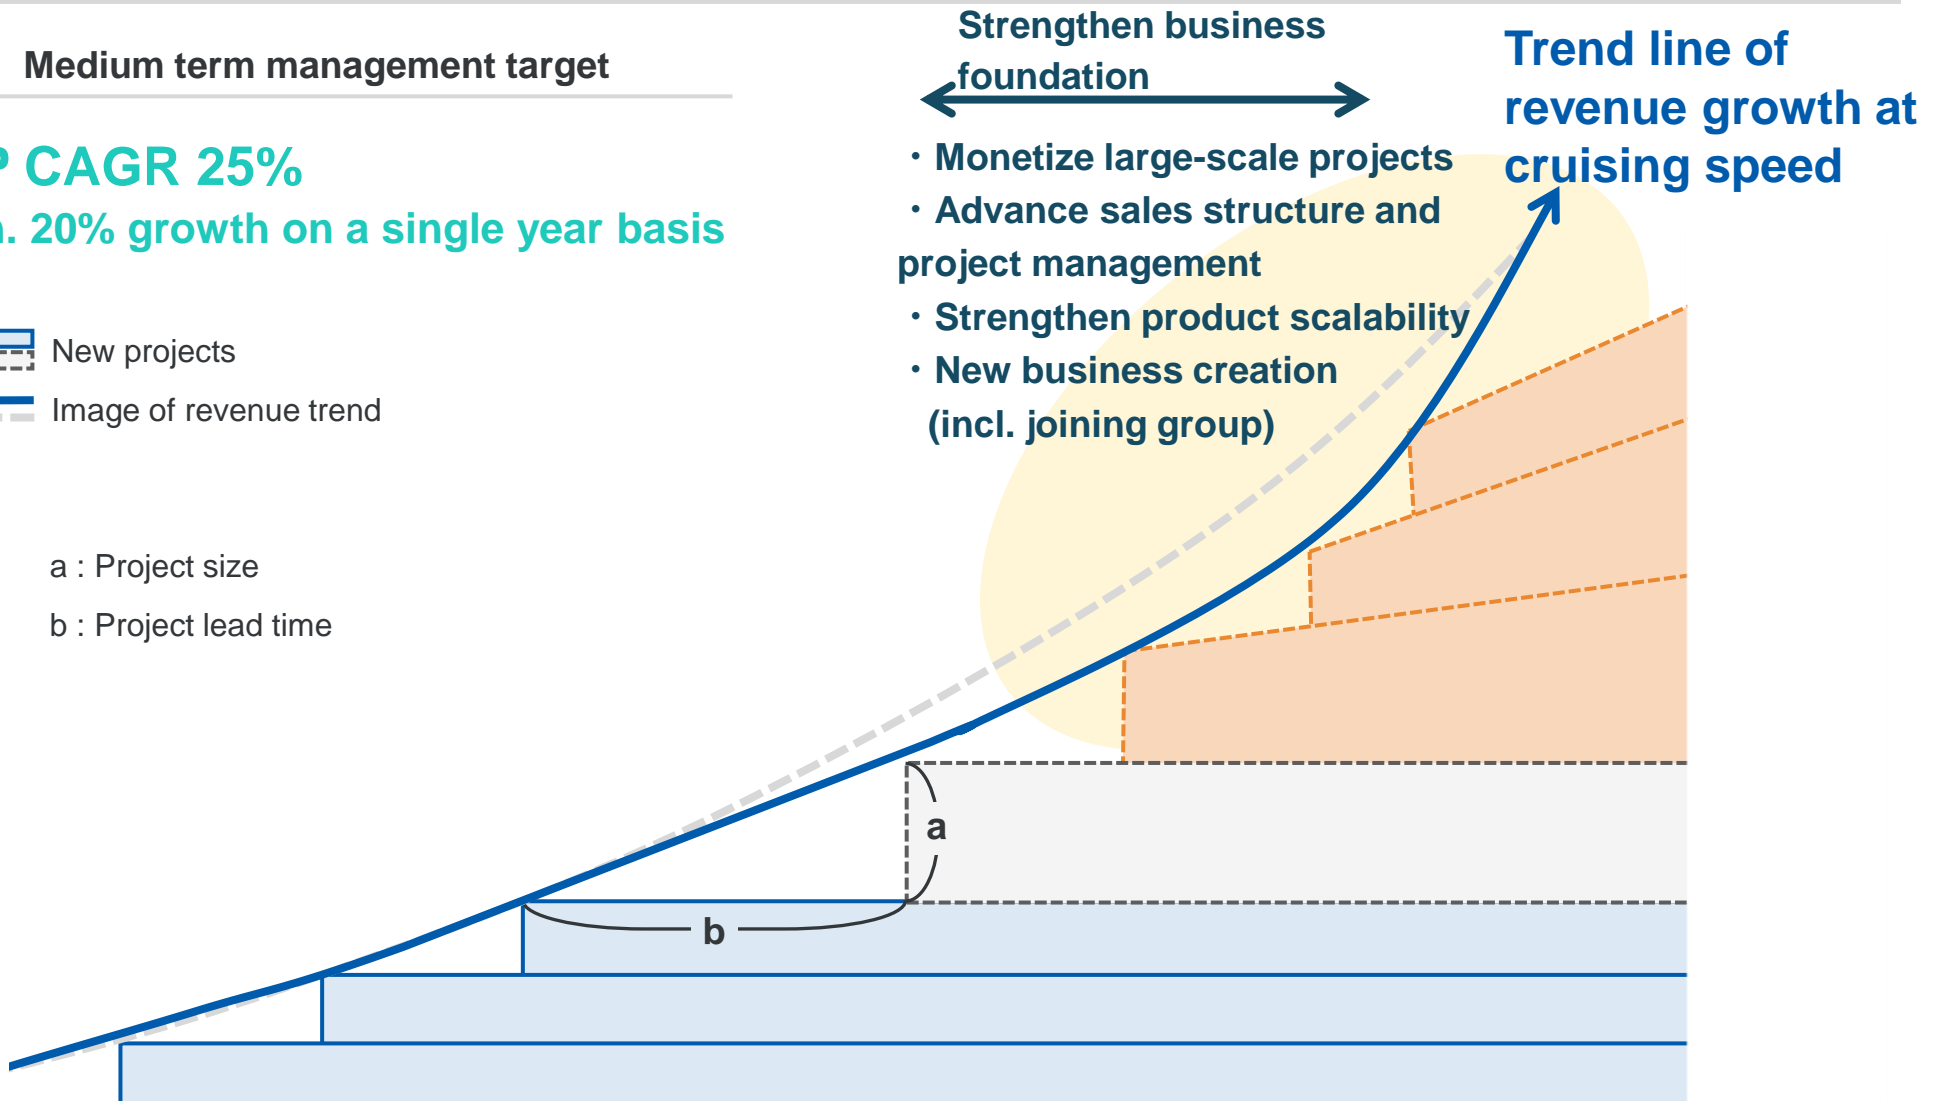 Medium term management target
CAGR 25%
20% growth on a single year basis
New projects
Image of revenue trend
a : Project size
b : Project lead time
Strengthen business
foundation
・Monetize large-scale projects
・Advance sales structure and
project management
・Strengthen product scalability
・New business creation
(incl. joining group)
Trend line of
revenue growth at
cruising speed
a
b